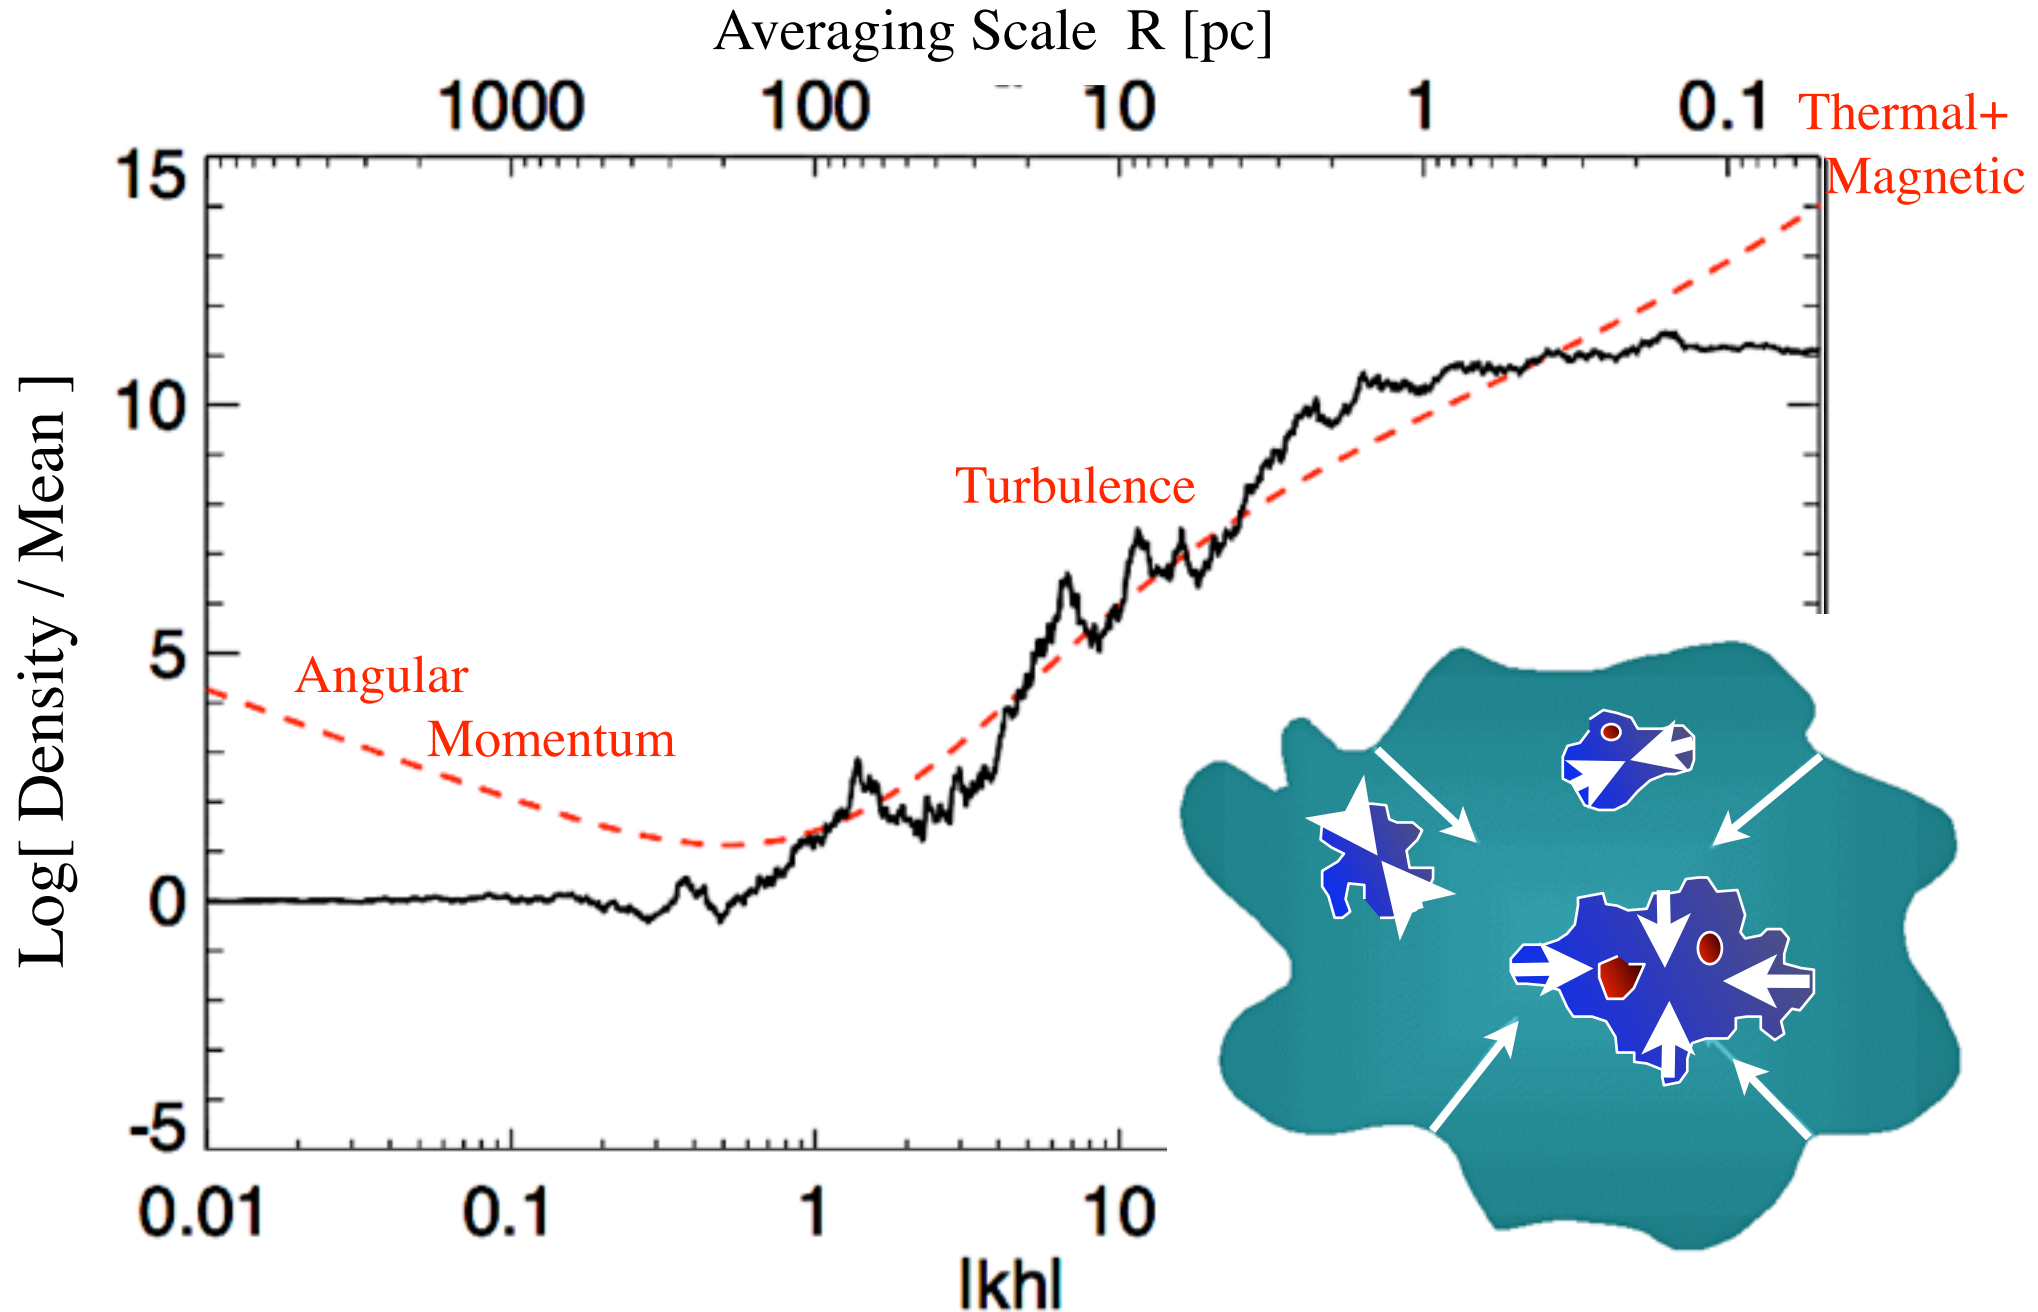 Averaging Scale R [pc]
1000 100 10 1 0.1
Thermal+
Magnetic
15
10
5
0
-5
Log[ Density / Mean ]
Turbulence
Angular
Momentum
0.01 0.1 1 10
|kh|